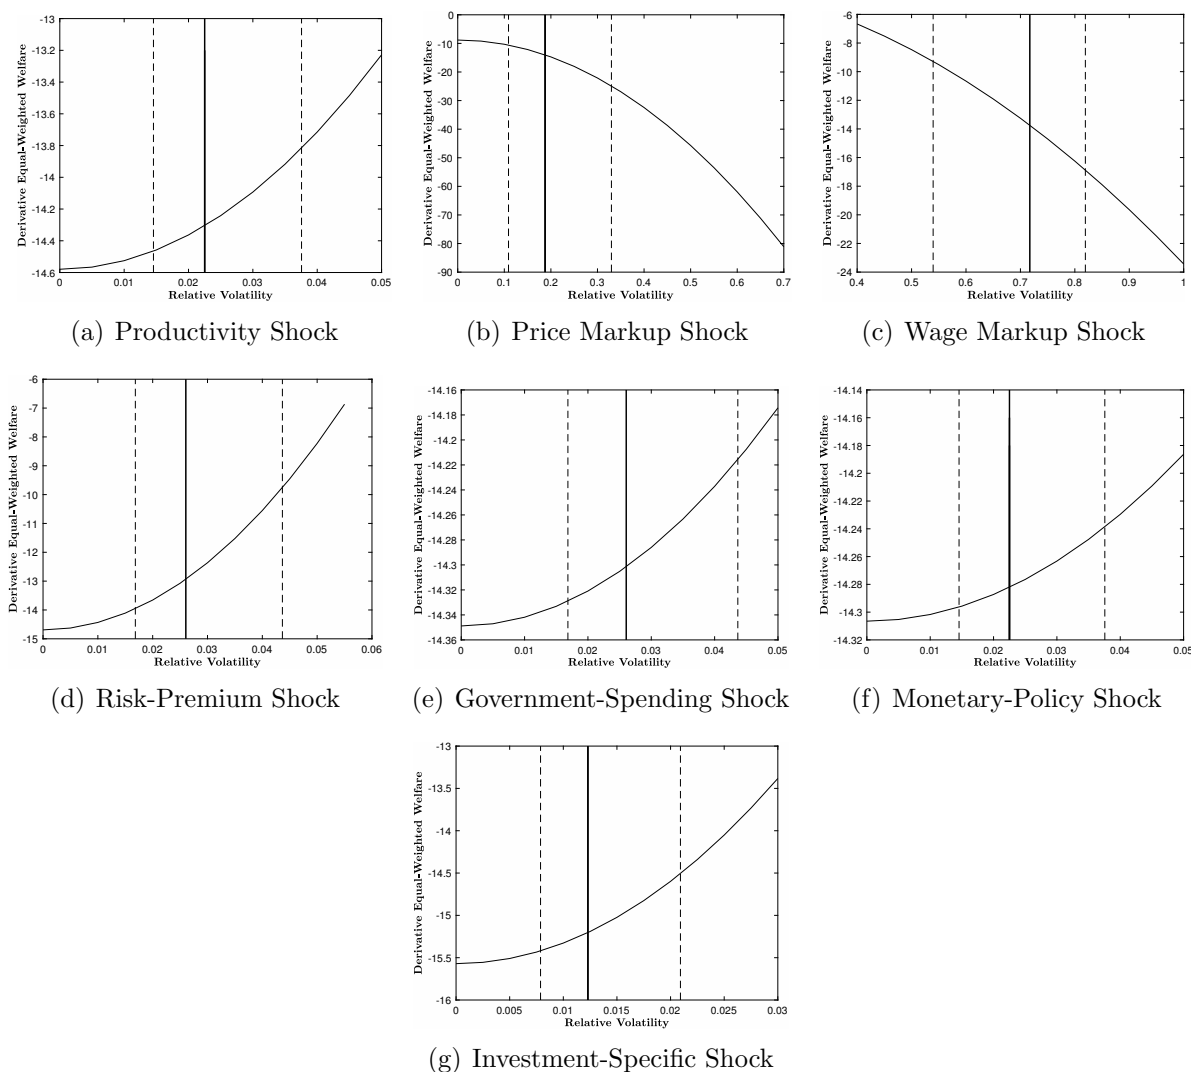 -13
-13.2
-13.4
-13.6
-13.8
-14
-14.2
-14.4
-14.6
Derivative Equal-Weighted Welfare
0 0.01 0.02 0.03 0.04 0.05
Relative Volatility
(a) Productivity Shock
0
-10
-20
-30
-40
-50
-60
-70
-80
-90
Derivative Equal-Weighted Welfare
0 0.1 0.2 0.3 0.4 0.5 0.6 0.7
Relative Volatility
(b) Price Markup Shock
-6
-8
-10
-12
-14
-16
-18
-20
-22
-24
Derivative Equal-Weighted Welfare
0.4 0.5 0.6 0.7 0.8 0.9 1
Relative Volatility
(c) Wage Markup Shock
-6
-7
-8
-9
-10
-11
-12
-13
-14
-15
Derivative Equal-Weighted Welfare
0 0.01 0.02 0.03 0.04 0.05 0.06
Relative Volatility
(d) Risk-Premium Shock
-14.16
-14.18
-14.2
-14.22
-14.24
-14.26
-14.28
-14.3
-14.32
-14.34
-14.36
Derivative Equal-Weighted Welfare
0 0.01 0.02 0.03 0.04 0.05
Relative Volatility
(e) Government-Spending Shock
-14.14
-14.16
-14.18
-14.2
-14.22
-14.24
-14.26
-14.28
-14.3
-14.32
Derivative Equal-Weighted Welfare
0 0.01 0.02 0.03 0.04 0.05
Relative Volatility
(f) Monetary-Policy Shock
-13
-13.5
-14
-14.5
-15
-15.5
-16
Derivative Equal-Weighted Welfare
0 0.005 0.01 0.015 0.02 0.025 0.03
Relative Volatility
(g) Investment-Specific Shock